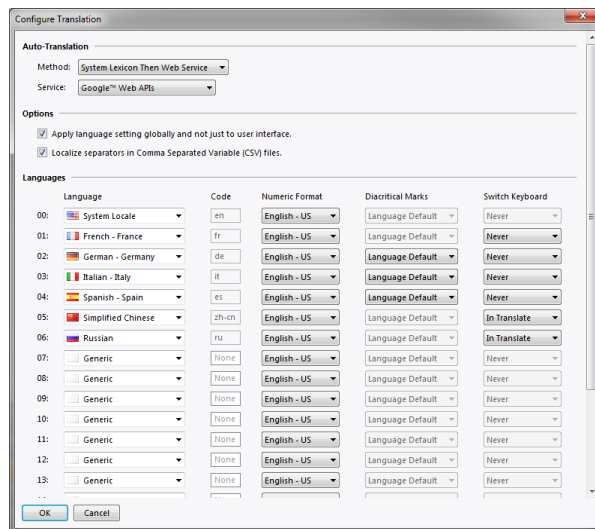 Configure Translation
Auto-Translation
Method: System Lexicon Then Web Service
Service: Google™ Web APIs
Options
Apply language setting globally and not just to user interface.
Localize separators in Comma Separated Variable (CSV) files.
Languages
Language Code Numeric Format Diacritical Marks Switch Keyboard
00: System Locale en English - US Language Default Never
01: French - France fr English - US Language Default Never
02: German - Germany de English - US Language Default Never
03: Italian - Italy it English - US Language Default Never
04: Spanish - Spain es English - US Language Default Never
05: Simplified Chinese zh-cn English - US Language Default In Translate
06: Russian ru English - US Language Default In Translate
07: Generic None English - US Language Default Never
08: Generic None English - US Language Default Never
09: Generic None English - US Language Default Never
10: Generic None English - US Language Default Never
11: Generic None English - US Language Default Never
12: Generic None English - US Language Default Never
13: Generic None English - US Language Default Never
OK Cancel